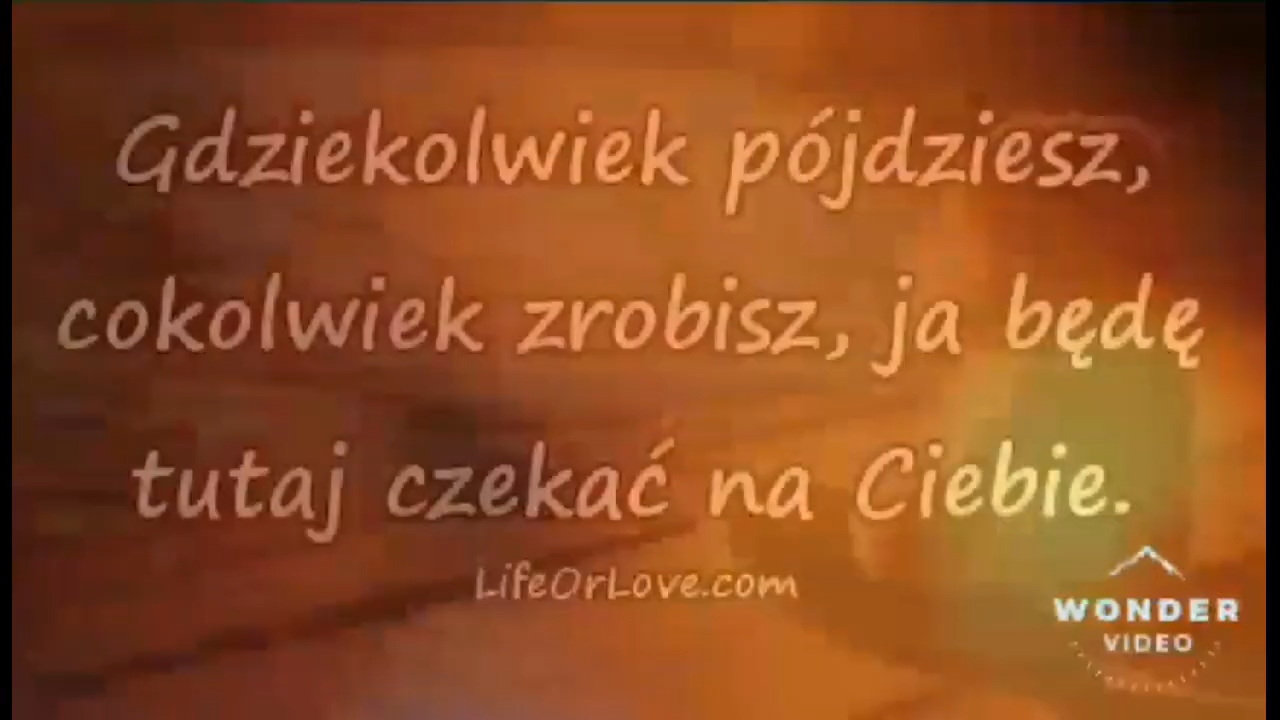 Gdziekolwiek pójdziesz,
cokolwiek zrobisz, ja będę
tutaj czekać na Ciebie.
LifeOrLove.com
WONDER
VIDEO